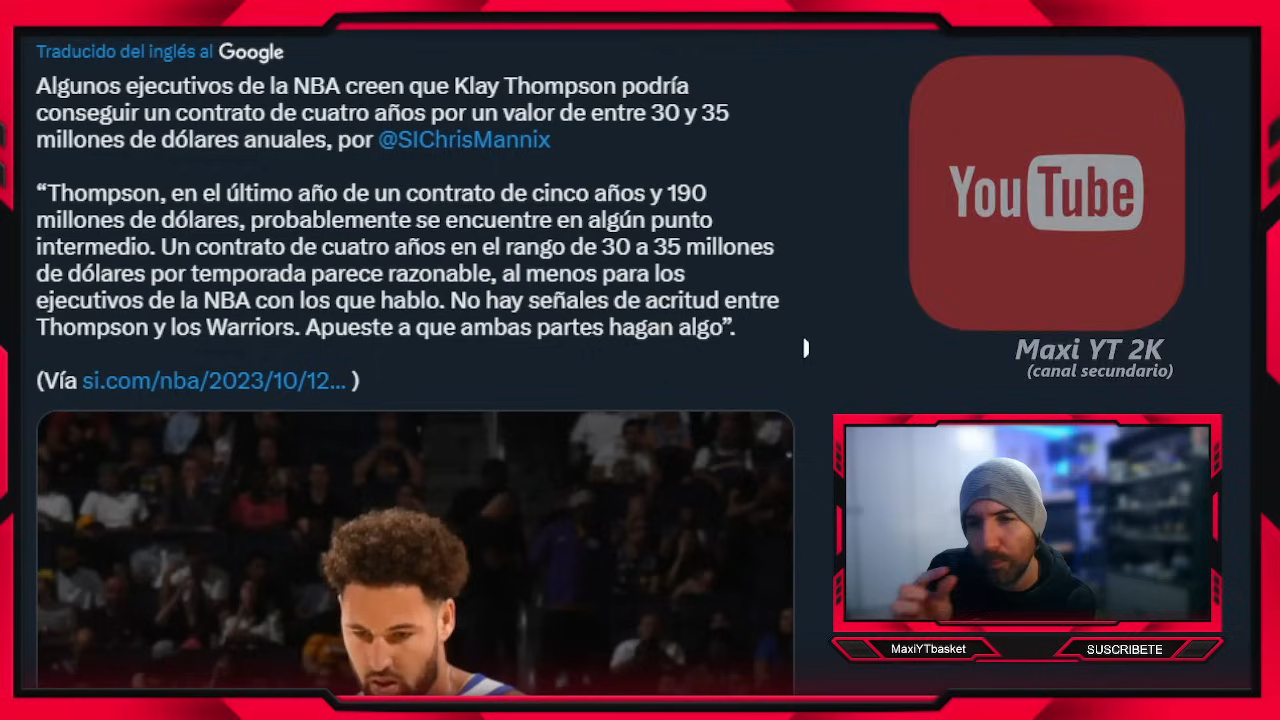 Traducido del inglés al Google
Algunos ejecutivos de la NBA creen que Klay Thompson podría
conseguir un contrato de cuatro años por un valor de entre 30 y 35
millones de dólares anuales, por @SIChrisMannix
“Thompson, en el último año de un contrato de cinco años y 190
millones de dólares, probablemente se encuentre en algún punto
intermedio. Un contrato de cuatro años en el rango de 30 a 35 millones
de dólares por temporada parece razonable, al menos para los
ejecutivos de la NBA con los que hablo. No hay señales de acritud entre
Thompson y los Warriors. Apueste a que ambas partes hagan algo”.
(Vía si.com/nba/2023/10/12... )
YouTube
Maxi YT 2K
(canal secundario)
MaxiYTbasket
SUSCRIBETE